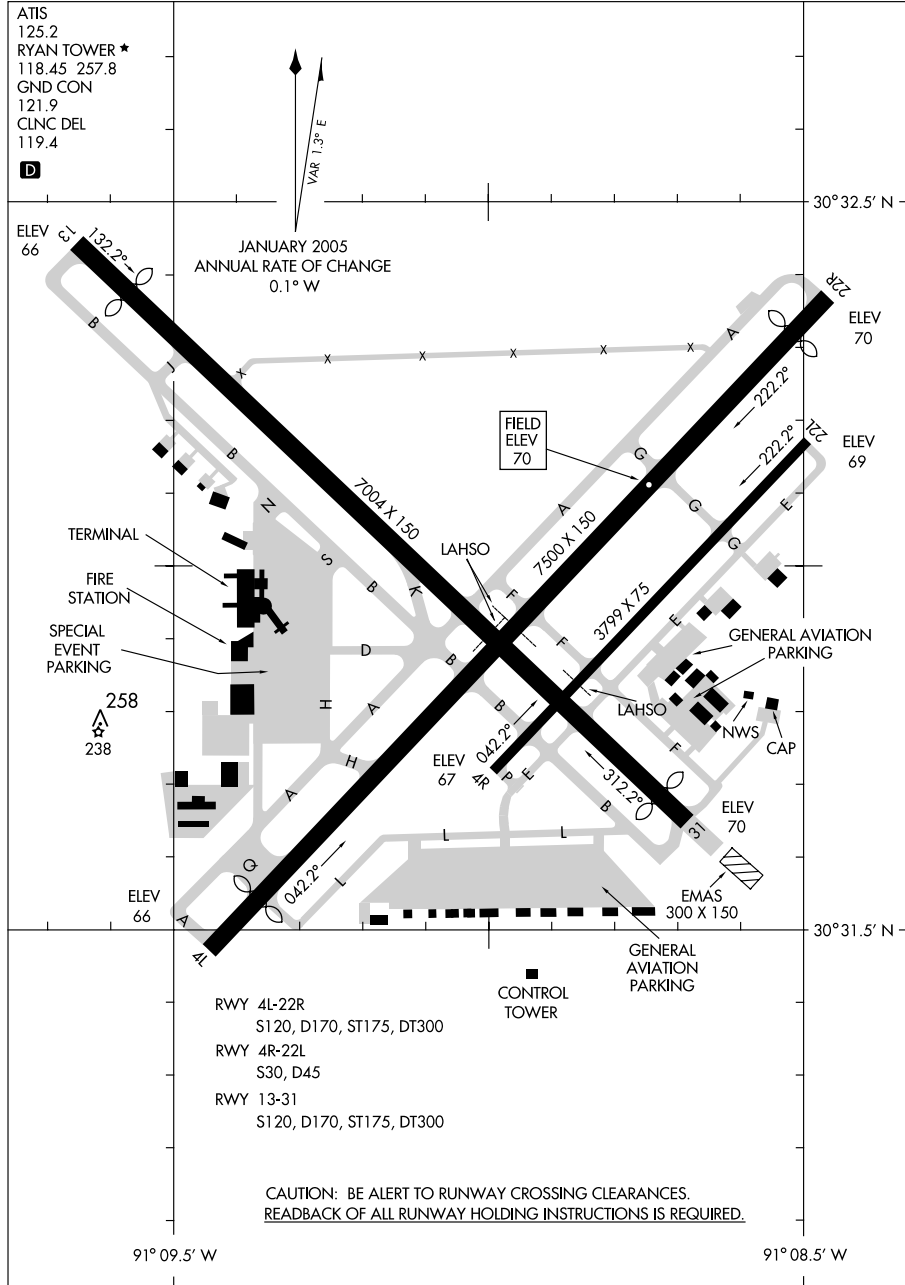 ATIS
125.2
RYAN TOWER ★
118.45 257.8
GND CON
121.9
CLNC DEL
119.4
D
VAR 1.3° E
JANUARY 2005
ANNUAL RATE OF CHANGE
0.1° W
30°32.5' N
ELEV
66
13
132.2°
22R
ELEV
70
B
J
X
X
X
X
X
X
A
222.2°
FIELD
ELEV
70
22L
222.2°
ELEV
69
B
G
G
G
E
N
7004 X 150
A
7500 X 150
TERMINAL
LAHSO
S
B
K
F
F
3799 X 75
E
FIRE
STATION
SPECIAL
EVENT
PARKING
D
B
B
GENERAL AVIATION
PARKING
H
A
LAHSO
NWS
CAP
258
238
042.2°
F
ELEV
67
4R
P
E
312.2°
B
H
A
ELEV
70
31
L
L
L
Q
042.2°
EMAS
300 X 150
ELEV
66
A
4L
30°31.5' N
GENERAL
AVIATION
PARKING
CONTROL
TOWER
RWY 4L-22R
S120, D170, ST175, DT300
RWY 4R-22L
S30, D45
RWY 13-31
S120, D170, ST175, DT300
CAUTION: BE ALERT TO RUNWAY CROSSING CLEARANCES.
READBACK OF ALL RUNWAY HOLDING INSTRUCTIONS IS REQUIRED.
91° 09.5' W
91° 08.5' W